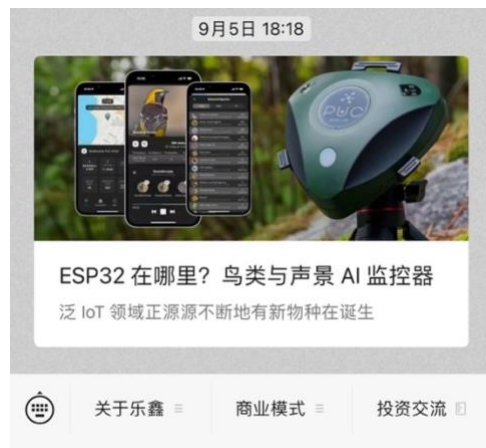 9月5日 18:18
PUC
ESP32 在哪里？鸟类与声景 AI 监控器
泛 IoT 领域正源源不断地有新物种在诞生
关于乐鑫
商业模式
投资交流